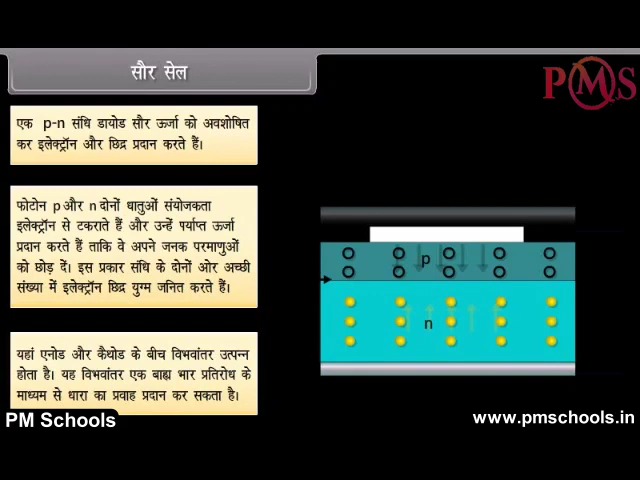 सौर सेल
PMS
एक p-n संधि डायोड सौर ऊर्जा को अवशोषित
कर इलेक्ट्रॉन और छिद्र प्रदान करते हैं।
फोटोन p और n दोनों धातुओं संयोजकता
इलेक्ट्रॉन से टकराते हैं और उन्हें पर्याप्त ऊर्जा
प्रदान करते हैं ताकि वे अपने जनक परमाणुओं
को छोड़ दें। इस प्रकार संधि के दोनों ओर अच्छी
संख्या में इलेक्ट्रॉन छिद्र युग्म जनित करते हैं।
यहां एनोड और कैथोड के बीच विभवांतर उत्पन्न
होता है। यह विभवांतर एक बाह्य भार प्रतिरोध के
माध्यम से धारा का प्रवाह प्रदान कर सकता है।
p
n
PM Schools
www.pmschools.in